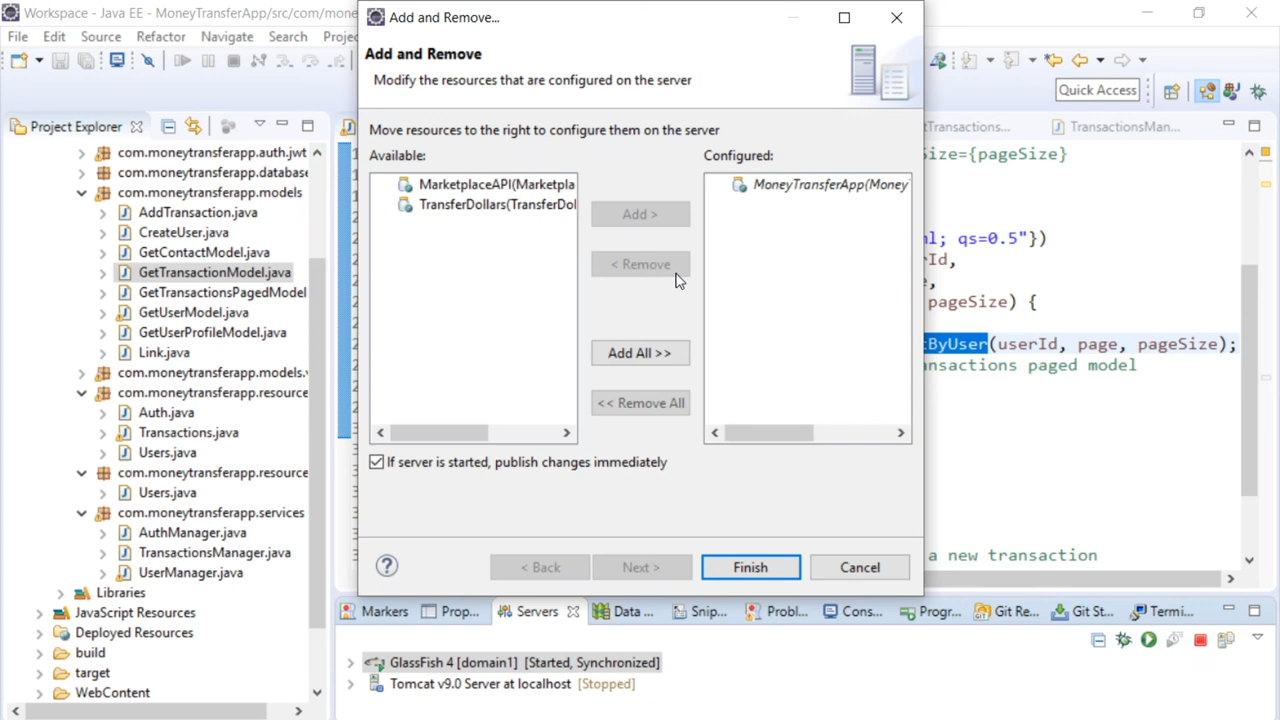 Workspace - Java EE - MoneyTransferApp/src/com/mone
Add and Remove...
File Edit Source Refactor Navigate Search Projec
Add and Remove
Modify the resources that are configured on the server
Quick Access
Project Explorer
Transactions...
TransactionsMan...
Move resources to the right to configure them on the server
Available:
Configured:
MarketplaceAPI(Marketpla
TransferDollars(TransferDol
MoneyTransferApp(Money
Add >
< Remove
Add All >>
<< Remove All
If server is started, publish changes immediately
< Back
Next >
Finish
Cancel
com.moneytransferapp.auth.jwt
com.moneytransferapp.database
com.moneytransferapp.models
AddTransaction.java
CreateUser.java
GetContactModel.java
GetTransactionModel.java
GetTransactionsPagedModel
GetUserModel.java
GetUserProfileModel.java
Link.java
com.moneytransferapp.models.
com.moneytransferapp.resource
Auth.java
Transactions.java
Users.java
com.moneytransferapp.resource
Users.java
com.moneytransferapp.services
AuthManager.java
TransactionsManager.java
UserManager.java
Libraries
JavaScript Resources
Deployed Resources
build
target
WebContent
Size={pageSize}
l; qs=0.5"})
rId,
e,
pageSize) {
tByUser(userId, page, pageSize);
ansactions paged model
a new transaction
Markers
Prop...
Servers
Data ...
Snip...
Probl...
Cons...
Progr...
Git Re...
Git St...
Termi...
GlassFish 4 [domain1] [Started, Synchronized]
Tomcat v9.0 Server at localhost [Stopped]